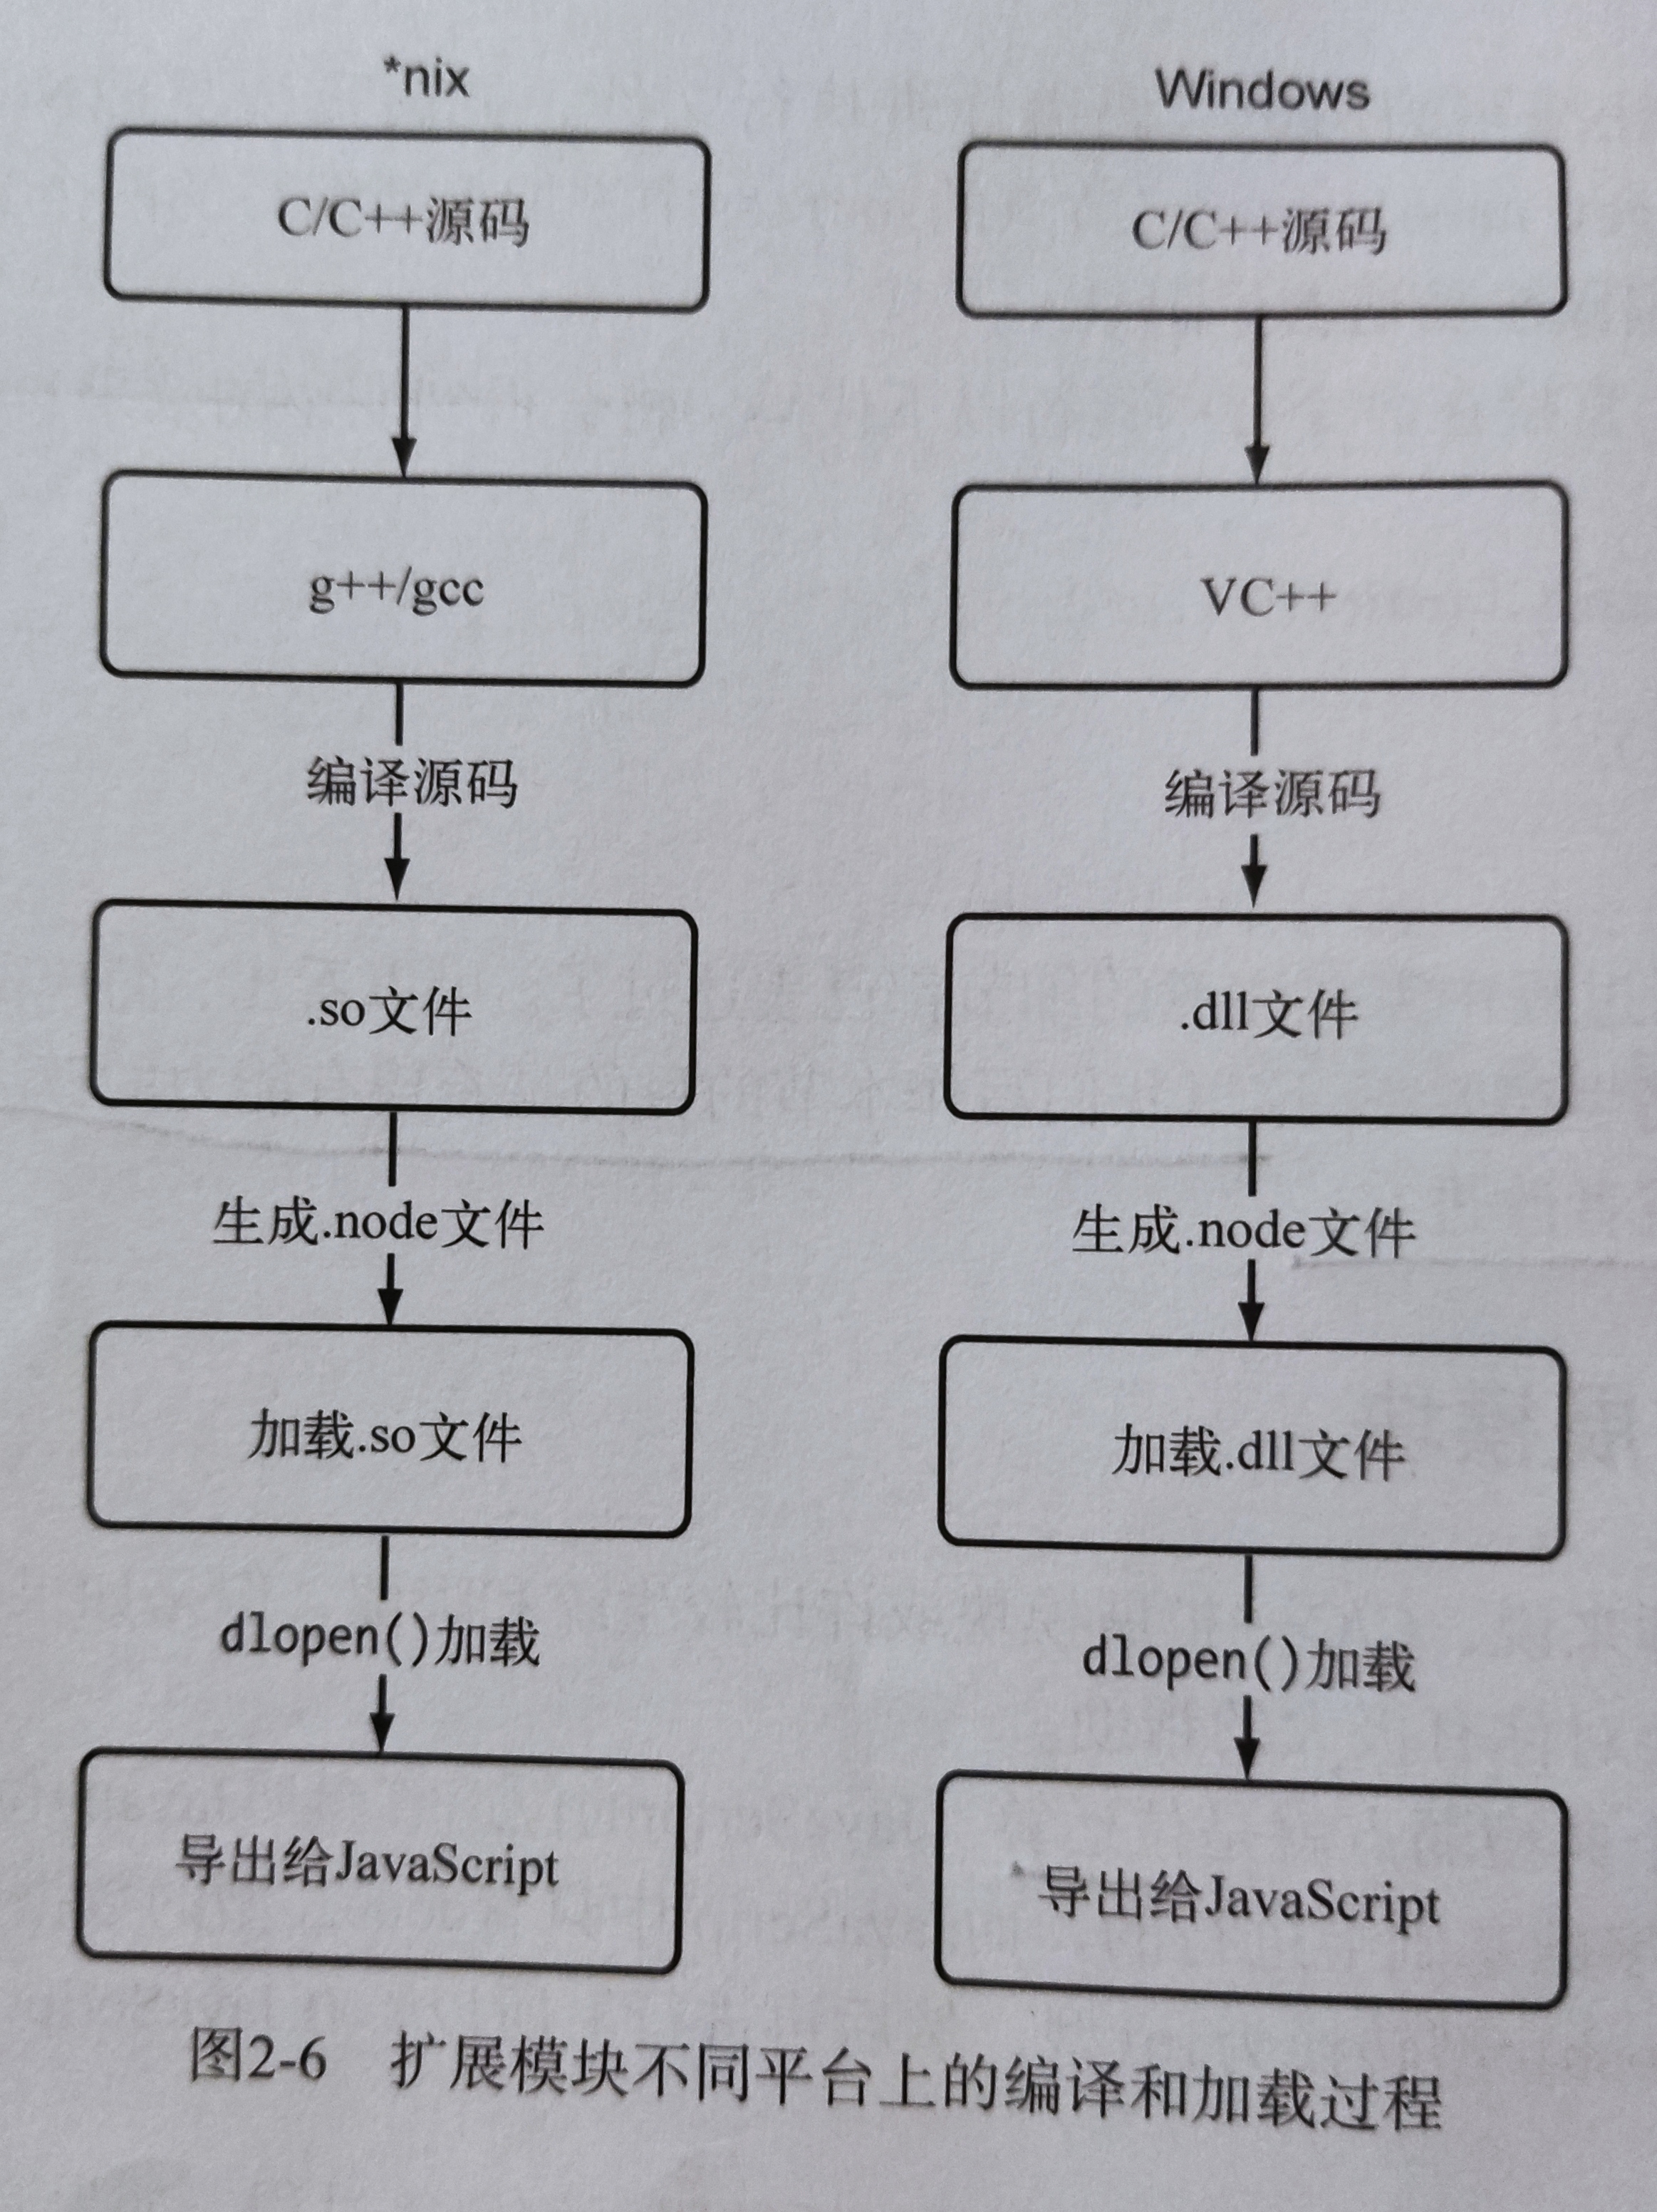 *nix
C/C++源码
g++/gcc
编译源码
.so文件
生成.node文件
加载.so文件
dlopen()加载
导出给JavaScript
Windows
C/C++源码
VC++
编译源码
.dll文件
生成.node文件
加载.dll文件
dlopen()加载
导出给JavaScript
图2-6 扩展模块不同平台上的编译和加载过程